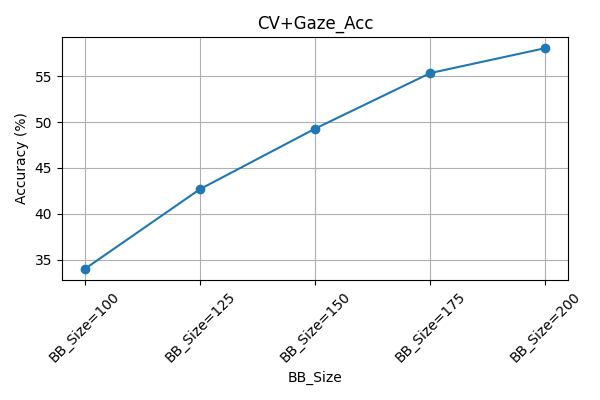 CV+Gaze_Acc
Accuracy (%)
55
50
45
40
35
BB_Size=100
BB_Size=125
BB_Size=150
BB_Size=175
BB_Size=200
BB_Size